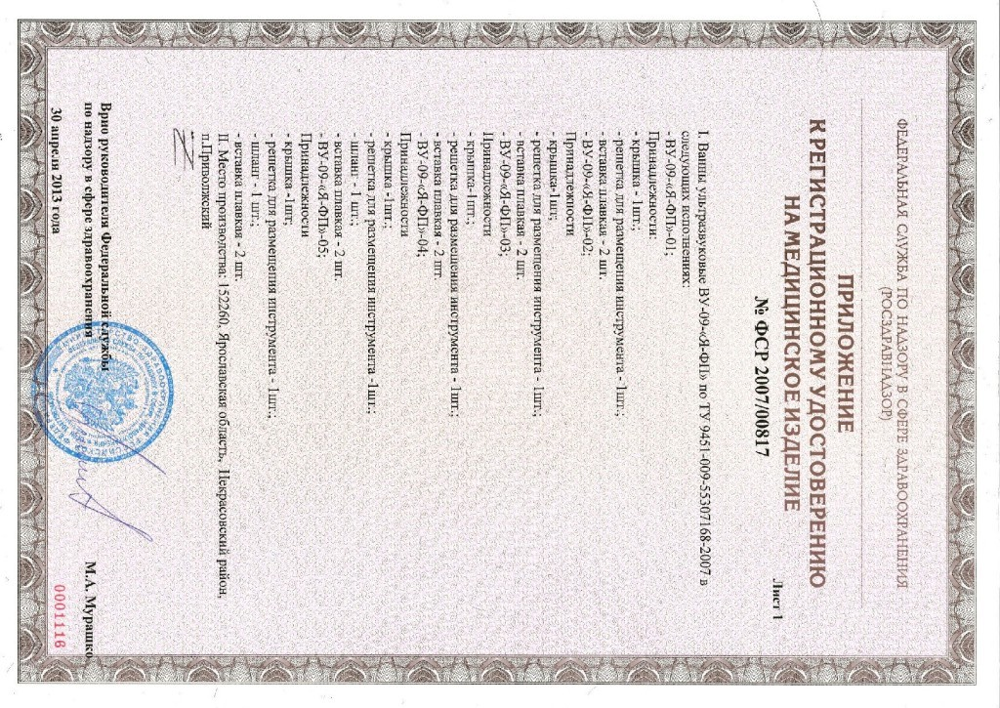 ФЕДЕРАЛЬНАЯ СЛУЖБА ПО НАДЗОРУ В СФЕРЕ ЗДРАВООХРАНЕНИЯ
(РОСЗДРАВНАДЗОР)
ПРИЛОЖЕНИЕ
К РЕГИСТРАЦИОННОМУ УДОСТОВЕРЕНИЮ
НА МЕДИЦИНСКОЕ ИЗДЕЛИЕ
Лист 1
№ ФСР 2007/00817
I. Ванны ультразвуковые ВУ-09-«Я-ФП» по ТУ 9451-009-55307168-2007 в
следующих исполнениях:
- ВУ-09-«Я-ФП»-01;
Принадлежности:
- крышка - 1шт.;
- решетка для размещения инструмента - 1шт.;
- вставка плавкая - 2 шт.
- ВУ-09-«Я-ФП»-02;
Принадлежности
- крышка-1шт;
- решетка для размещения инструмента - 1шт.;
- вставка плавкая - 2 шт.
- ВУ-09-«Я-ФП»-03;
Принадлежности
- крышка-1шт.;
- решетка для размещения инструмента - 1шт.;
- вставка плавкая - 2 шт.
- ВУ-09-«Я-ФП»-04;
Принадлежности
- крышка -1шт.;
- решетка для размещения инструмента -1шт.;
- шланг - 1 шт.;
- вставка плавкая - 2 шт.
- ВУ-09-«Я-ФП»-05;
Принадлежности
- крышка -1шт;
- решетка для размещения инструмента - 1шт.;
- шланг - 1 шт.;
- вставка плавкая - 2 шт.
II. Место производства: 152260, Ярославская область, Некрасовский район,
п.Приволжский
Врио руководителя Федеральной службы
по надзору в сфере здравоохранения
М.А. Мурашко
30 апреля 2013 года
0001116